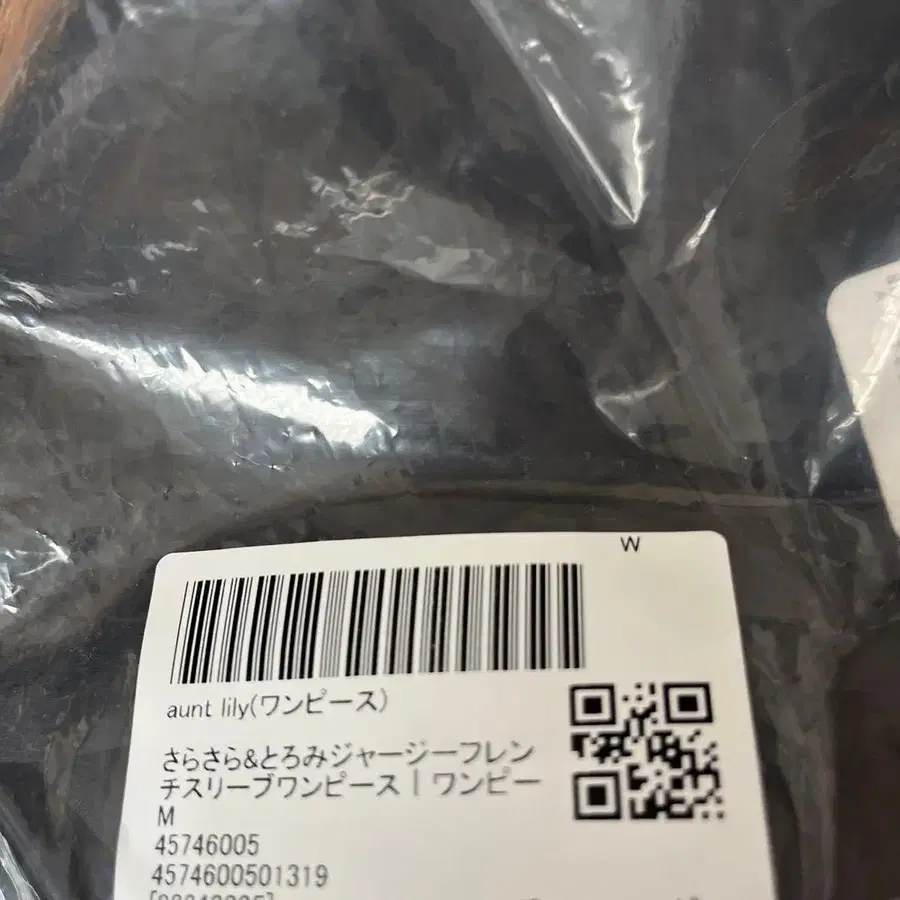 W
aunt lily(ワンピース)
さらさら&とろみジャージーフレン
チスリーブワンピース | ワンピー
M
45746005
4574600501319